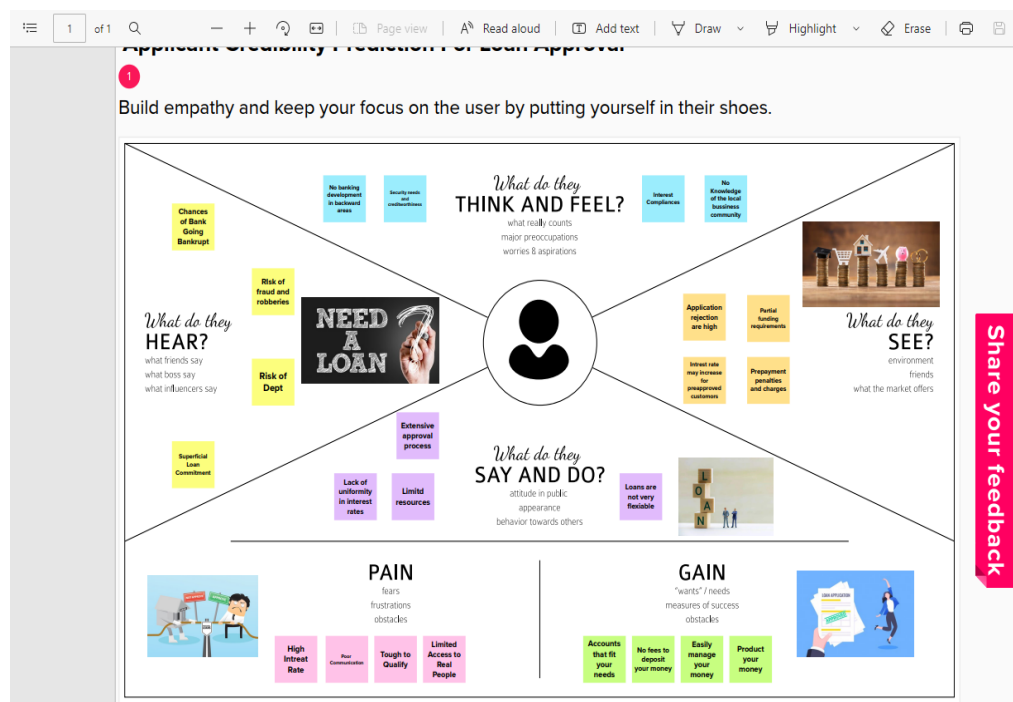 1 of 1 Page view Read aloud Add text Draw Highlight Erase
Applicant Credibility Prediction For Loan Approval
1
Build empathy and keep your focus on the user by putting yourself in their shoes.
What do they
THINK AND FEEL?
what really counts
major preoccupations
worries & aspirations
No banking
development
in backward
areas
Security needs
and
creditworthiness
Interest
Compliances
No
Knowledge
of the local
bussiness
community
Chances
of Bank
Going
Bankrupt
RIsk of
fraud and
robberies
What do they
HEAR?
what friends say
what boss say
what influencers say
Risk of
Dept
Superficial
Loan
Commitment
NEED
A
LOAN
Application
rejection
are high
Partial
funding
requirements
Intrest rate
may increase
for
preapproved
customers
Prepayment
penalties
and charges
What do they
SEE?
environment
friends
what the market offers
Extensive
approval
process
Lack of
uniformity
in interest
rates
Limitd
resources
What do they
SAY AND DO?
attitude in public
appearance
behavior towards others
Loans are
not very
flexiable
L
O
A
N
PAIN
fears
frustrations
obstacles
High
Intreat
Rate
Poor
Communication
Tough to
Qualify
Limited
Access to
Real
People
GAIN
"wants" / needs
measures of success
obstacles
Accounts
that fit
your
needs
No fees to
deposit
your money
Easily
manage
your
money
Product
your
money
LOAN APPLICATION
Share your feedback